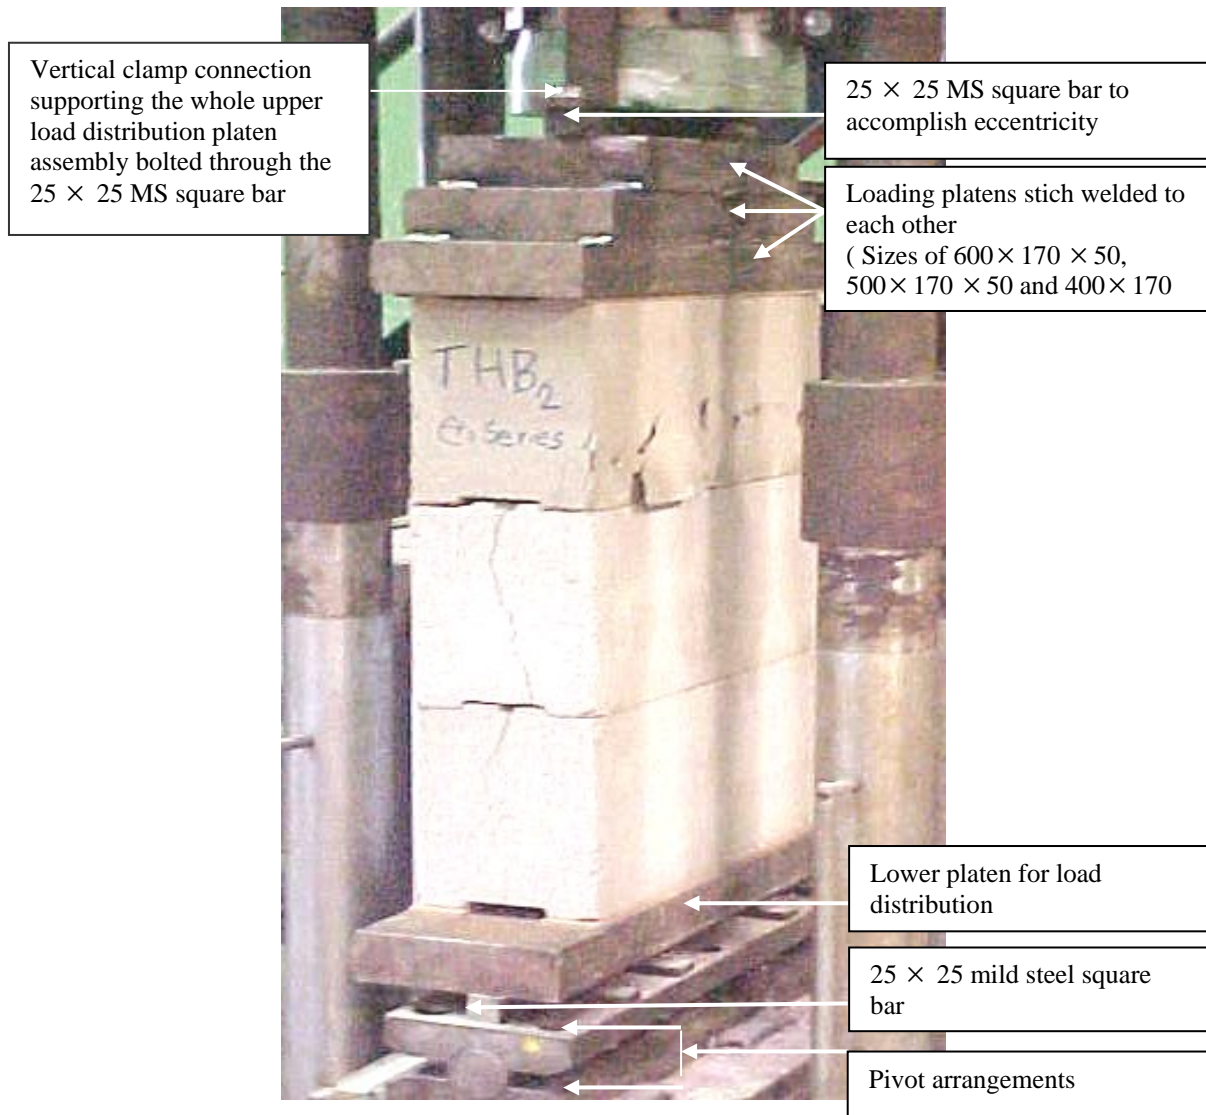 Vertical clamp connection
supporting the whole upper
load distribution platen
assembly bolted through the
25 × 25 MS square bar
25 × 25 MS square bar to
accomplish eccentricity
Loading platens stich welded to
each other
( Sizes of 600× 170 × 50,
500× 170 × 50 and 400× 170
THB2
Series
Lower platen for load
distribution
25 × 25 mild steel square
bar
Pivot arrangements